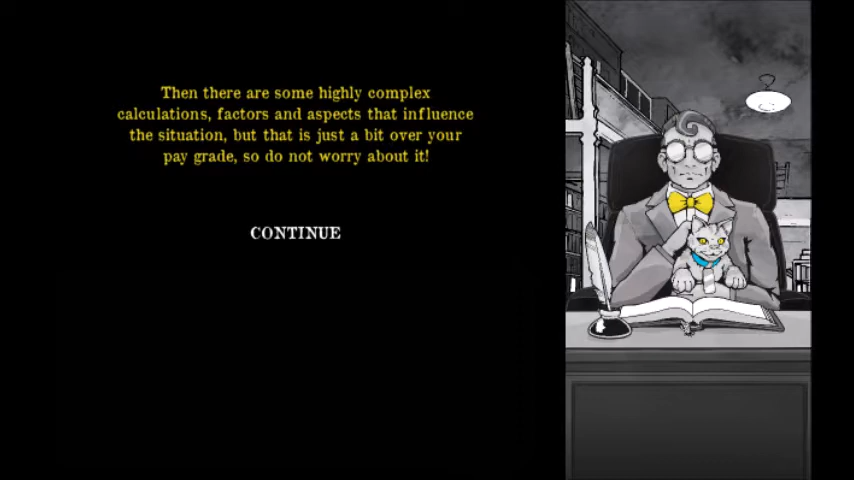 Then there are some highly complex
calculations, factors and aspects that influence
the situation, but that is just a bit over your
pay grade, so do not worry about it!
CONTINUE